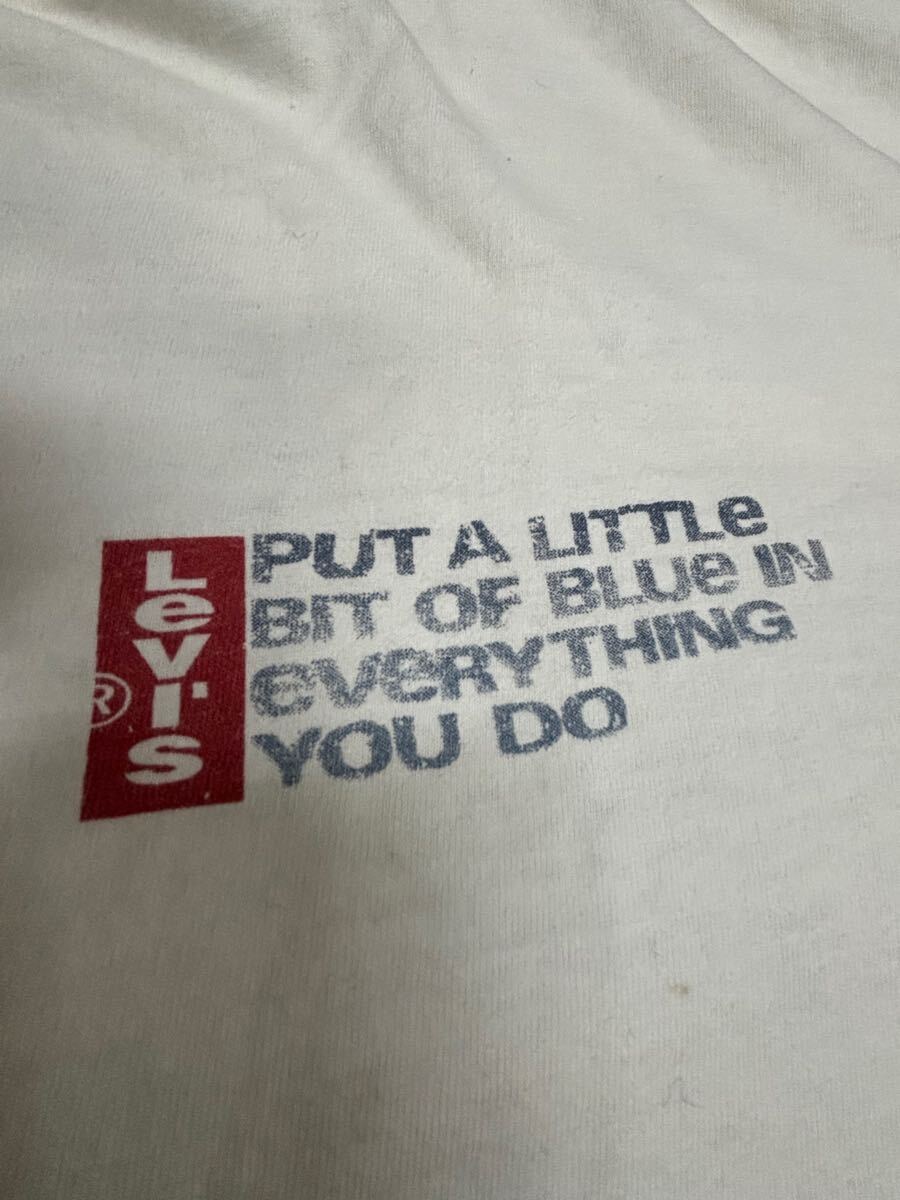 Levi's
®
PUT A LITTLe
BIT OF BLUe IN
eVeRYTHING
YOU DO